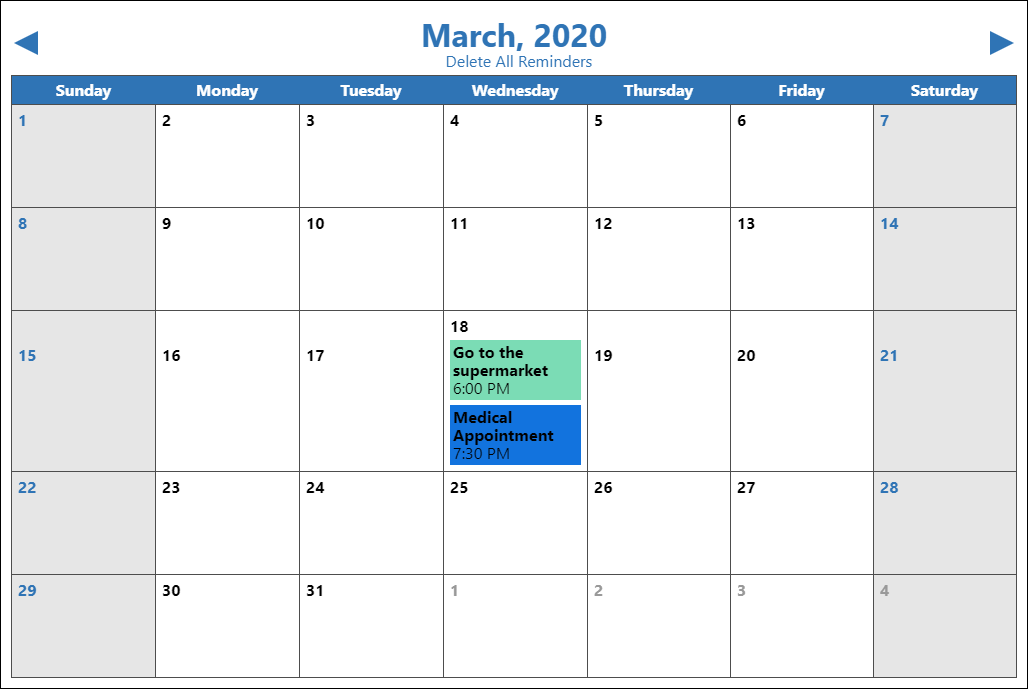 March, 2020
Delete All Reminders
Sunday Monday Tuesday Wednesday Thursday Friday Saturday
1 2 3 4 5 6 7
8 9 10 11 12 13 14
15 16 17 18 19 20 21
Go to the
supermarket
6:00 PM
Medical
Appointment
7:30 PM
22 23 24 25 26 27 28
29 30 31 1 2 3 4